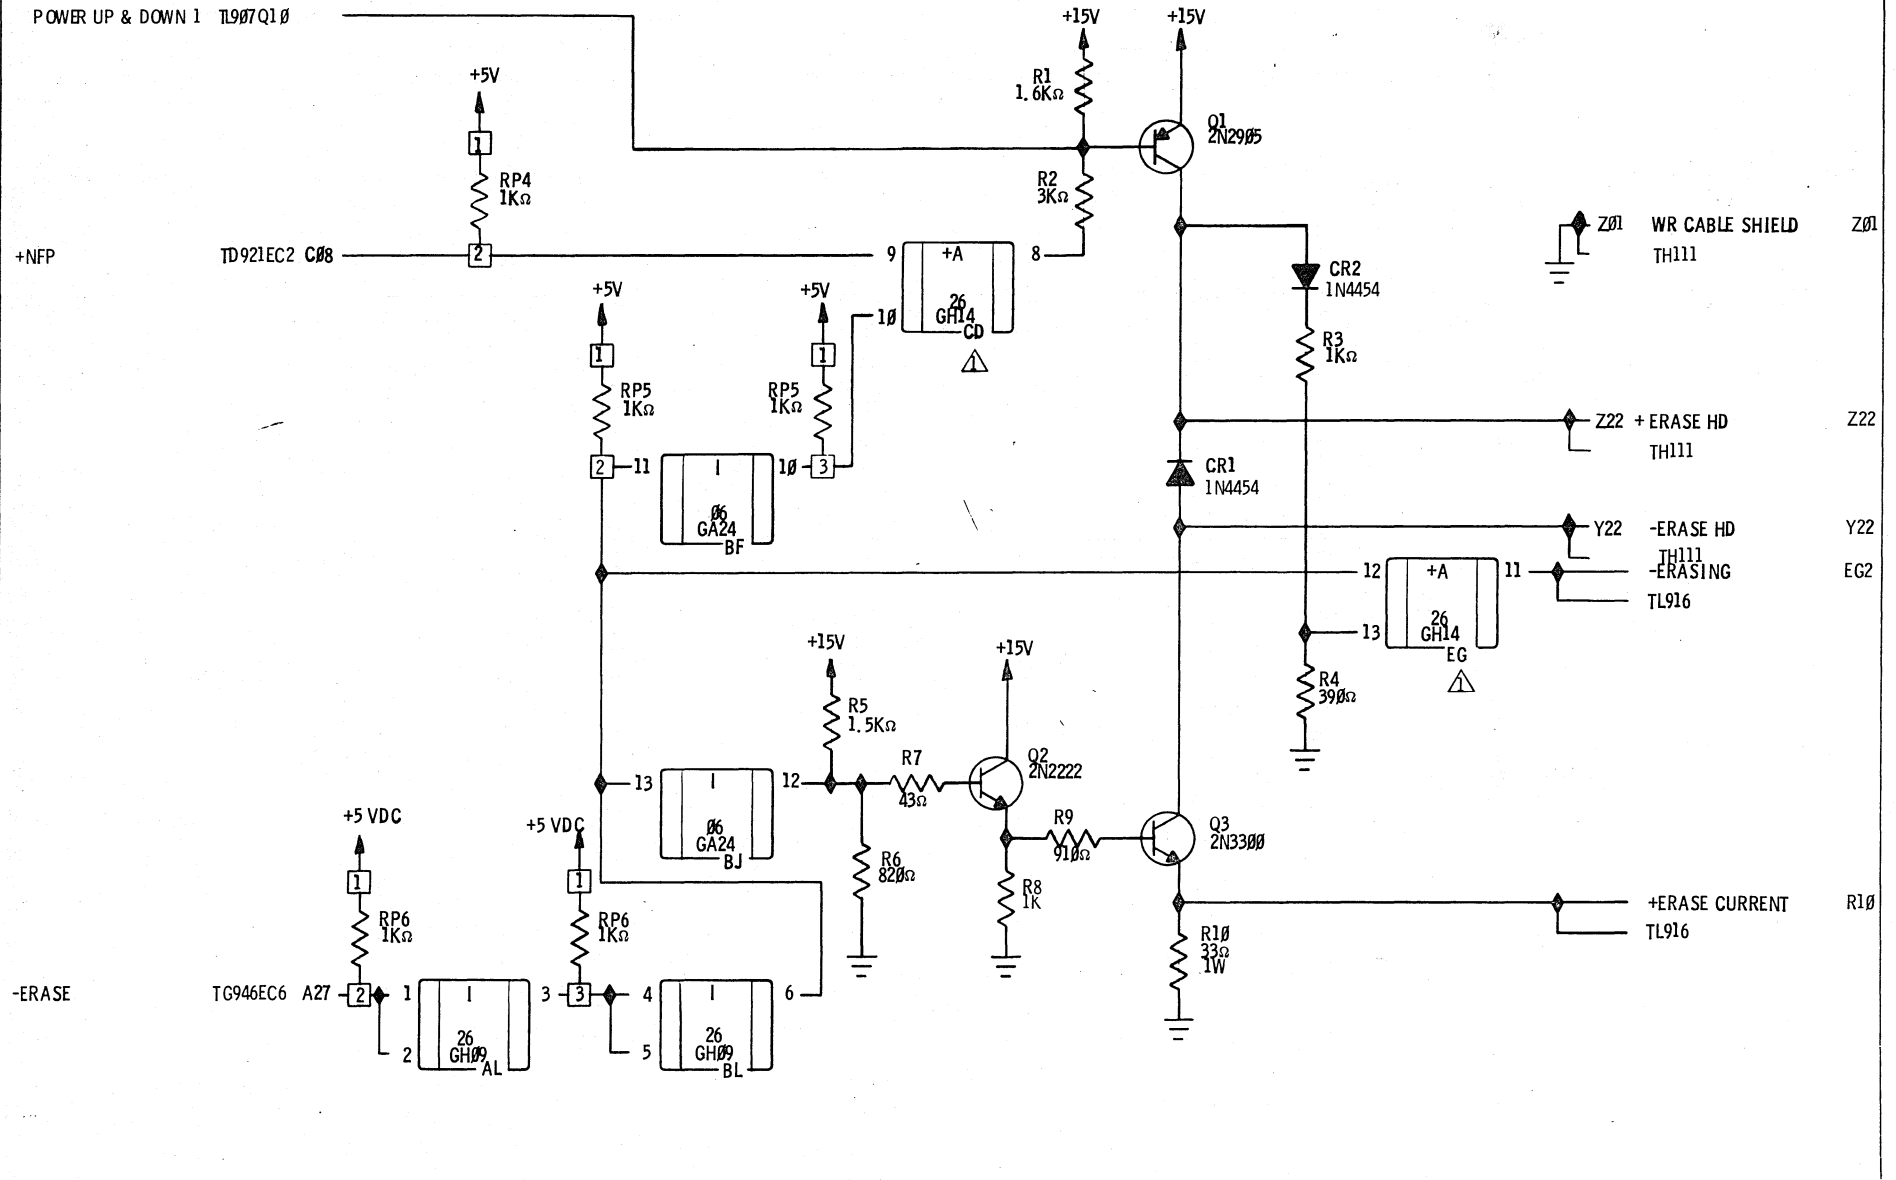 POWER UP & DOWN 1 TL907Q10
+15V
+15V
+5V
R1
1.6KΩ
Q1
2N2905
1
RP4
1KΩ
R2
3KΩ
+NFP TD921EC2 C08
2
9
+A
8
26
GH14
CD
10
1
Z01 WR CABLE SHIELD Z01
TH111
CR2
1N4454
+5V
+5V
1
1
R3
1KΩ
RP5
1KΩ
RP5
1KΩ
Z22 + ERASE HD Z22
TH111
2
11
I
10
3
06
GA24
BF
CR1
1N4454
Y22 -ERASE HD Y22
TH111
12
+A
11
-ERASING EG2
TL916
13
26
GH14
EG
1
+15V
+15V
R4
390Ω
R5
1.5KΩ
13
I
12
06
GA24
BJ
R7
43Ω
Q2
2N2222
R9
910Ω
Q3
2N3300
R6
820Ω
R8
1K
+ERASE CURRENT R10
TL916
R10
33Ω
1W
+5 VDC
+5 VDC
1
1
RP6
1KΩ
RP6
1KΩ
-ERASE TG946EC6 A27
2
1
I
3
3
4
I
6
2
26
GH09
AL
5
26
GH09
BL